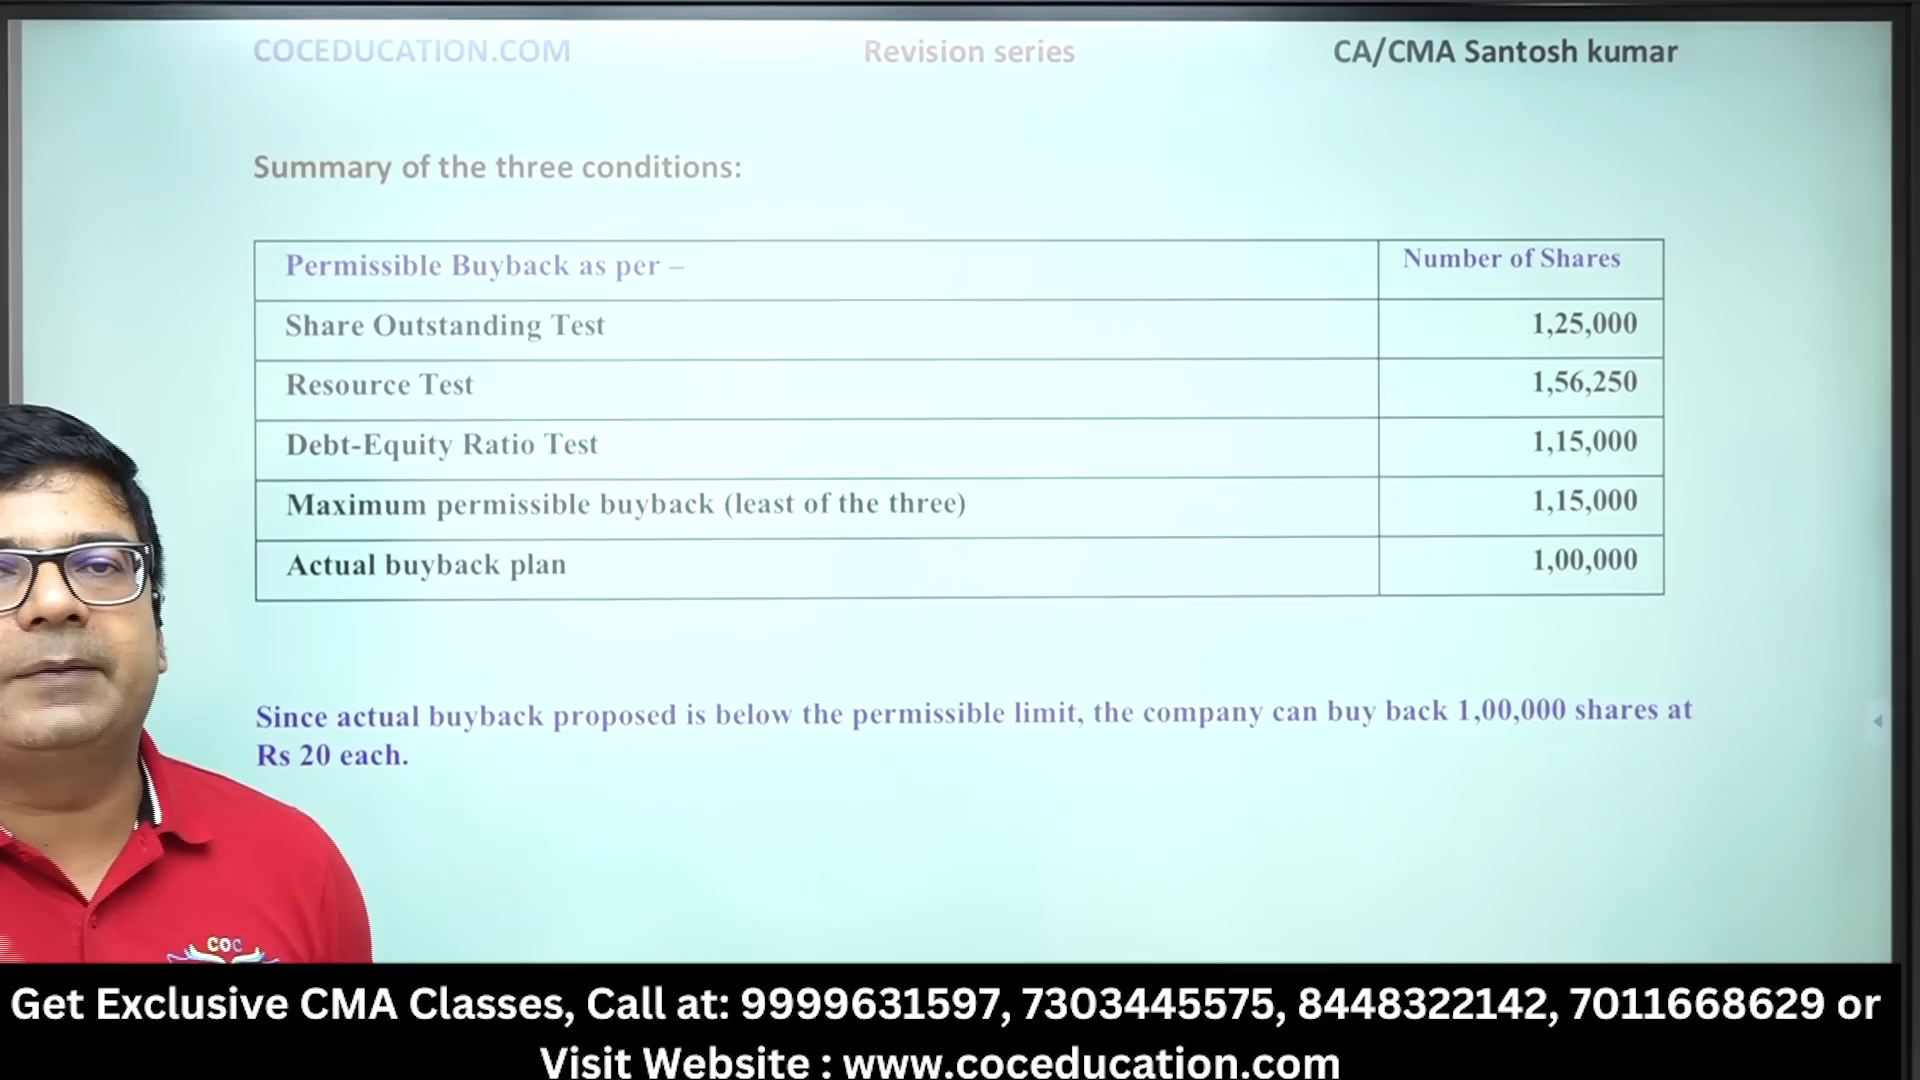 COCEDUCATION.COM Revision series CA/CMA Santosh kumar
Summary of the three conditions:
Permissible Buyback as per – Number of Shares
Share Outstanding Test 1,25,000
Resource Test 1,56,250
Debt-Equity Ratio Test 1,15,000
Maximum permissible buyback (least of the three) 1,15,000
Actual buyback plan 1,00,000
Since actual buyback proposed is below the permissible limit, the company can buy back 1,00,000 shares at
Rs 20 each.
COC
Get Exclusive CMA Classes, Call at: 9999631597, 7303445575, 8448322142, 7011668629 or
Visit Website : www.coceducation.com